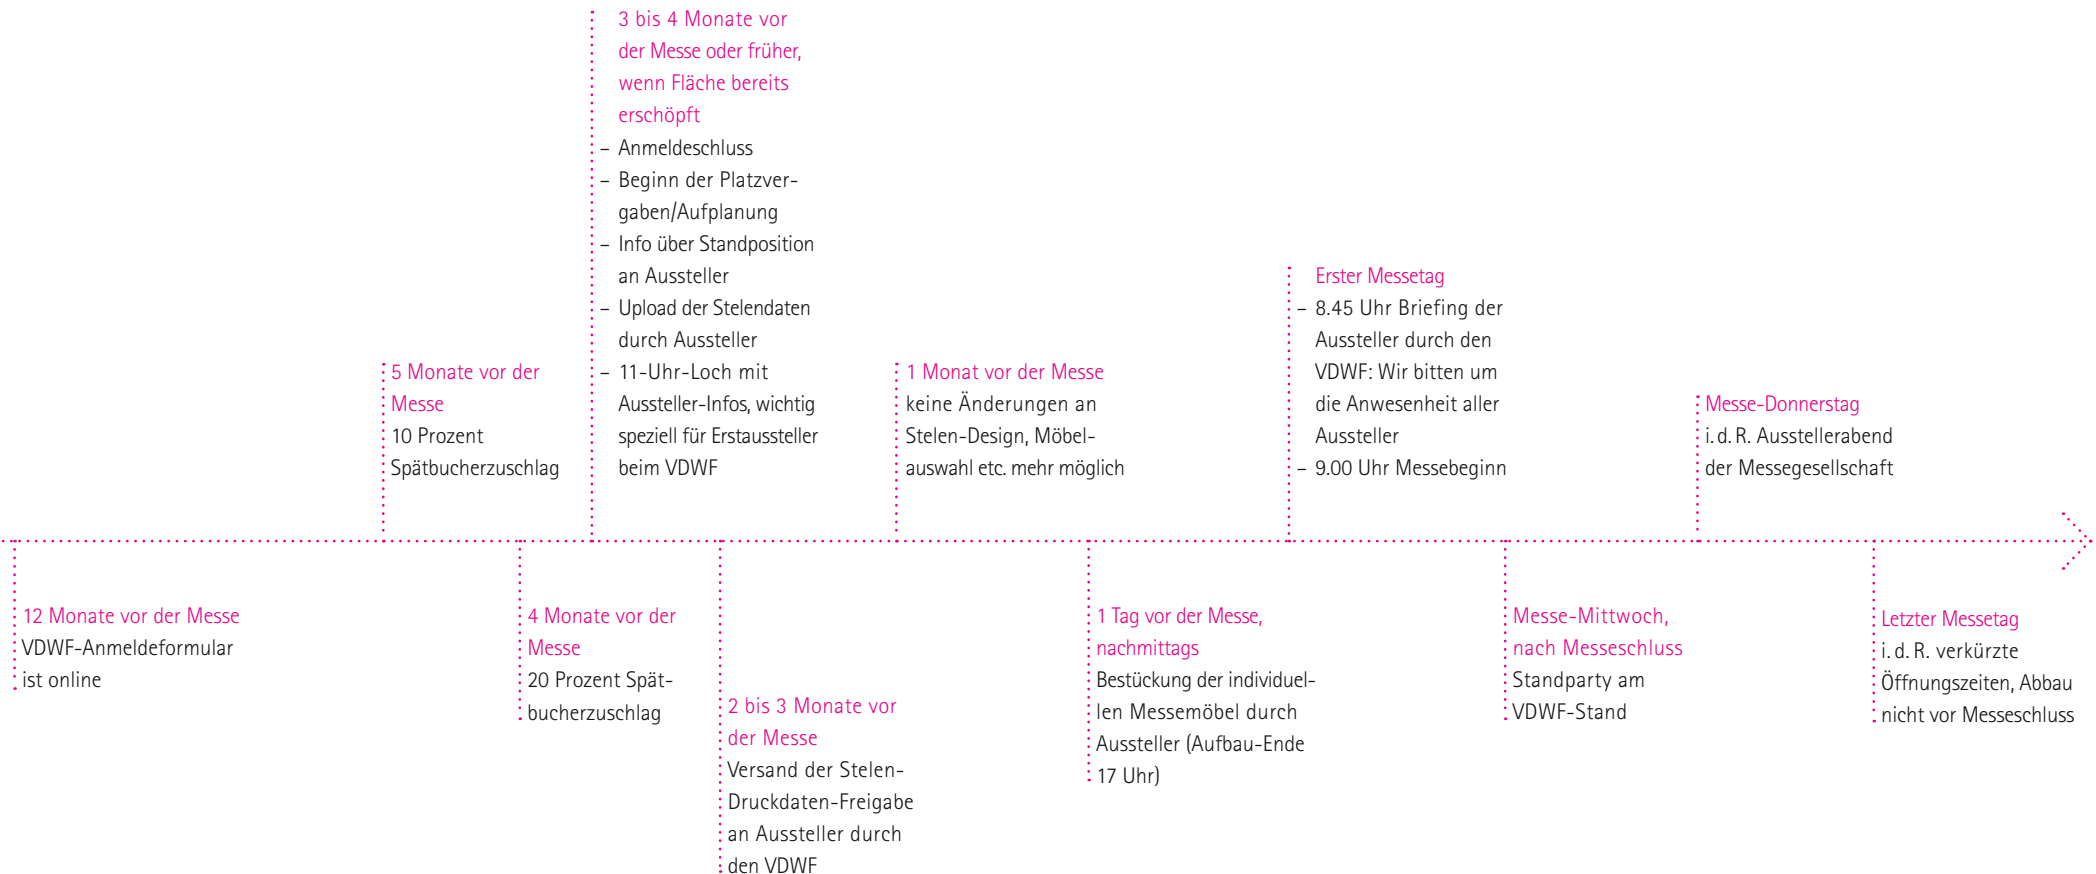 3 bis 4 Monate vor
der Messe oder früher,
wenn Fläche bereits
erschöpft
– Anmeldeschluss
– Beginn der Platzver-
gaben/Aufplanung
– Info über Standposition
an Aussteller
– Upload der Stelendaten
durch Aussteller
– 11-Uhr-Loch mit
Aussteller-Infos, wichtig
speziell für Erstaussteller
beim VDWF
5 Monate vor der
Messe
10 Prozent
Spätbucherzuschlag
1 Monat vor der Messe
keine Änderungen an
Stelen-Design, Möbel-
auswahl etc. mehr möglich
Erster Messetag
– 8.45 Uhr Briefing der
Aussteller durch den
VDWF: Wir bitten um
die Anwesenheit aller
Aussteller
– 9.00 Uhr Messebeginn
Messe-Donnerstag
i. d. R. Ausstellerabend
der Messegesellschaft
12 Monate vor der Messe
VDWF-Anmeldeformular
ist online
4 Monate vor der
Messe
20 Prozent Spät-
bucherzuschlag
2 bis 3 Monate vor
der Messe
Versand der Stelen-
Druckdaten-Freigabe
an Aussteller durch
den VDWF
1 Tag vor der Messe,
nachmittags
Bestückung der individuel-
len Messemöbel durch
Aussteller (Aufbau-Ende
17 Uhr)
Messe-Mittwoch,
nach Messeschluss
Standparty am
VDWF-Stand
Letzter Messetag
i. d. R. verkürzte
Öffnungszeiten, Abbau
nicht vor Messeschluss